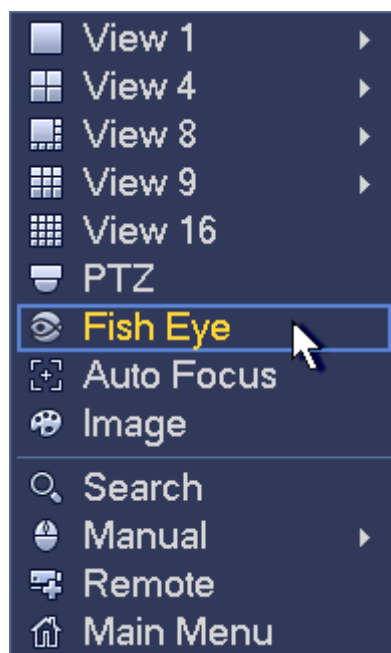 View 1
View 4
View 8
View 9
View 16
PTZ
Fish Eye
Auto Focus
Image
Search
Manual
Remote
Main Menu